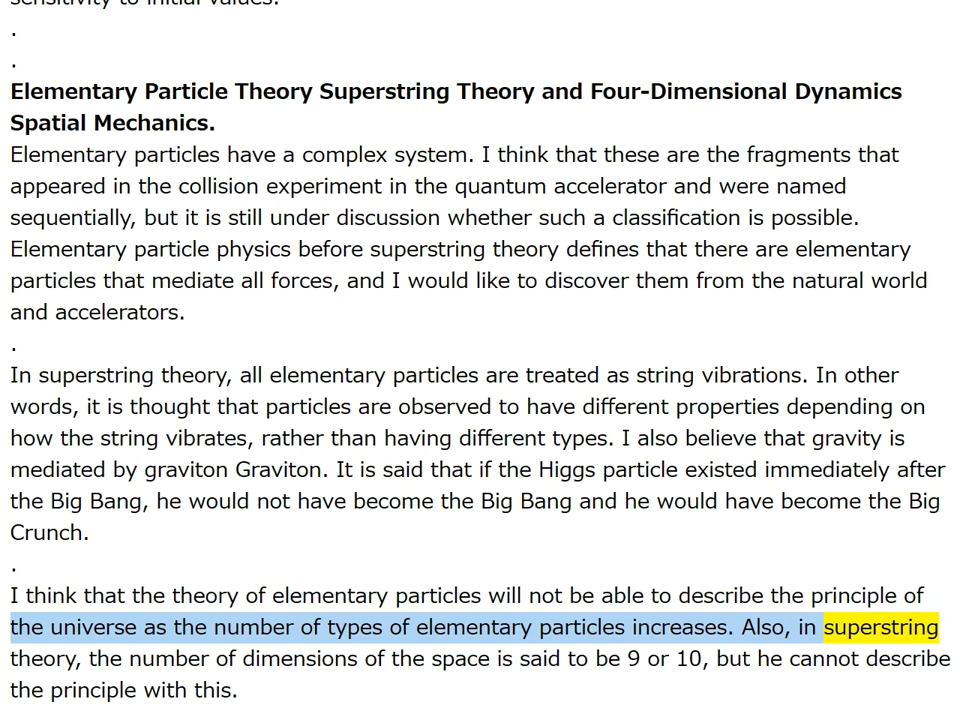 sensitivity to initial values.
.
.
Elementary Particle Theory Superstring Theory and Four-Dimensional Dynamics
Spatial Mechanics.
Elementary particles have a complex system. I think that these are the fragments that
appeared in the collision experiment in the quantum accelerator and were named
sequentially, but it is still under discussion whether such a classification is possible.
Elementary particle physics before superstring theory defines that there are elementary
particles that mediate all forces, and I would like to discover them from the natural world
and accelerators.
.
In superstring theory, all elementary particles are treated as string vibrations. In other
words, it is thought that particles are observed to have different properties depending on
how the string vibrates, rather than having different types. I also believe that gravity is
mediated by graviton Graviton. It is said that if the Higgs particle existed immediately after
the Big Bang, he would not have become the Big Bang and he would have become the Big
Crunch.
.
I think that the theory of elementary particles will not be able to describe the principle of
the universe as the number of types of elementary particles increases. Also, in superstring
theory, the number of dimensions of the space is said to be 9 or 10, but he cannot describe
the principle with this.